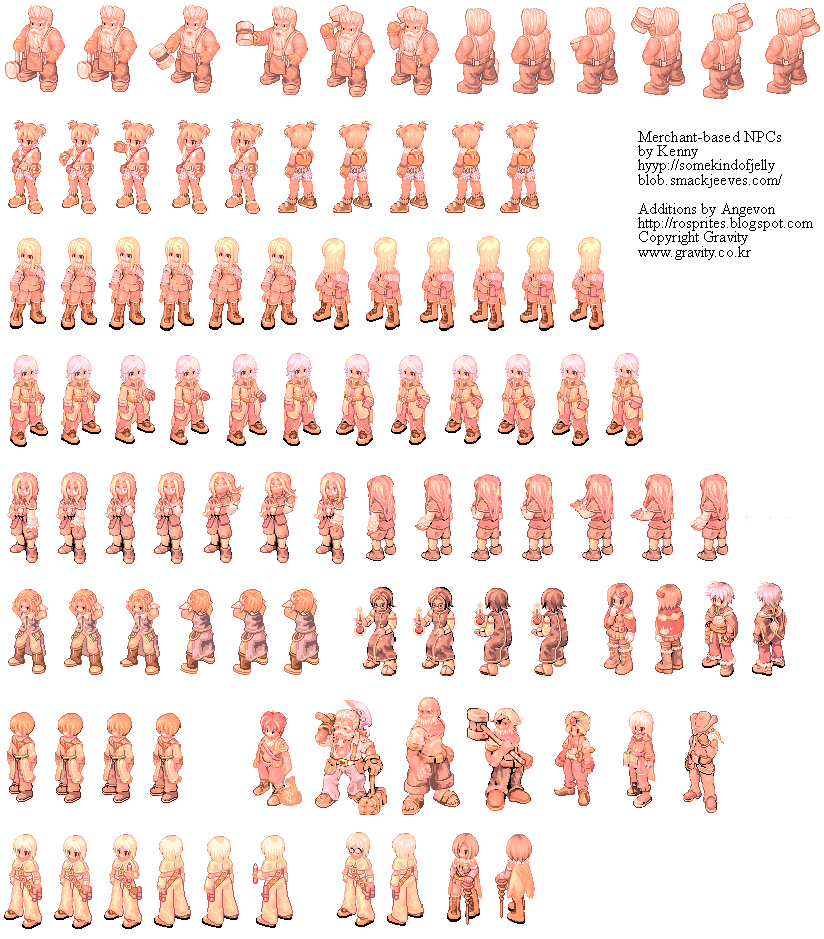 Merchant-based NPCs
by Kenny
hyyp://somekindofjelly
blob.smackjeeves.com/
Additions by Angevon
http://rosprites.blogspot.com
Copyright Gravity
www.gravity.co.kr